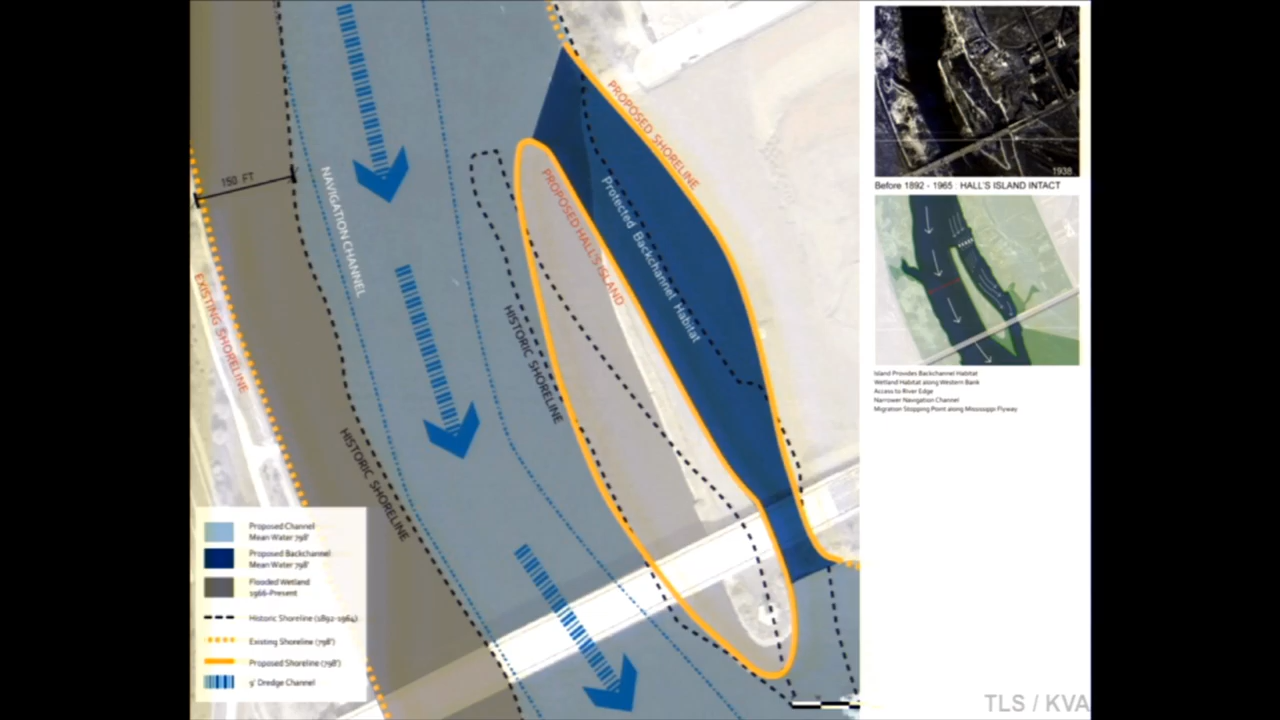 150 FT
NAVIGATION CHANNEL
PROPOSED SHORELINE
PROPOSED HALL'S ISLAND
Protected Backchannel Habitat
EXISTING SHORELINE
HISTORIC SHORELINE
HISTORIC SHORELINE
Proposed Channel
Mean Water 798'
Proposed Backchannel
Mean Water 798'
Flooded Wetland
1966-Present
Historic Shoreline (1892-1964)
Existing Shoreline (798')
Proposed Shoreline (798')
9' Dredge Channel
1938
Before 1892 - 1965 : HALL'S ISLAND INTACT
Island Provides Backchannel Habitat
Wetland Habitat along Western Bank
Access to River Edge
Narrower Navigation Channel
Migration Stopping Point along Mississippi Flyway
TLS / KVA